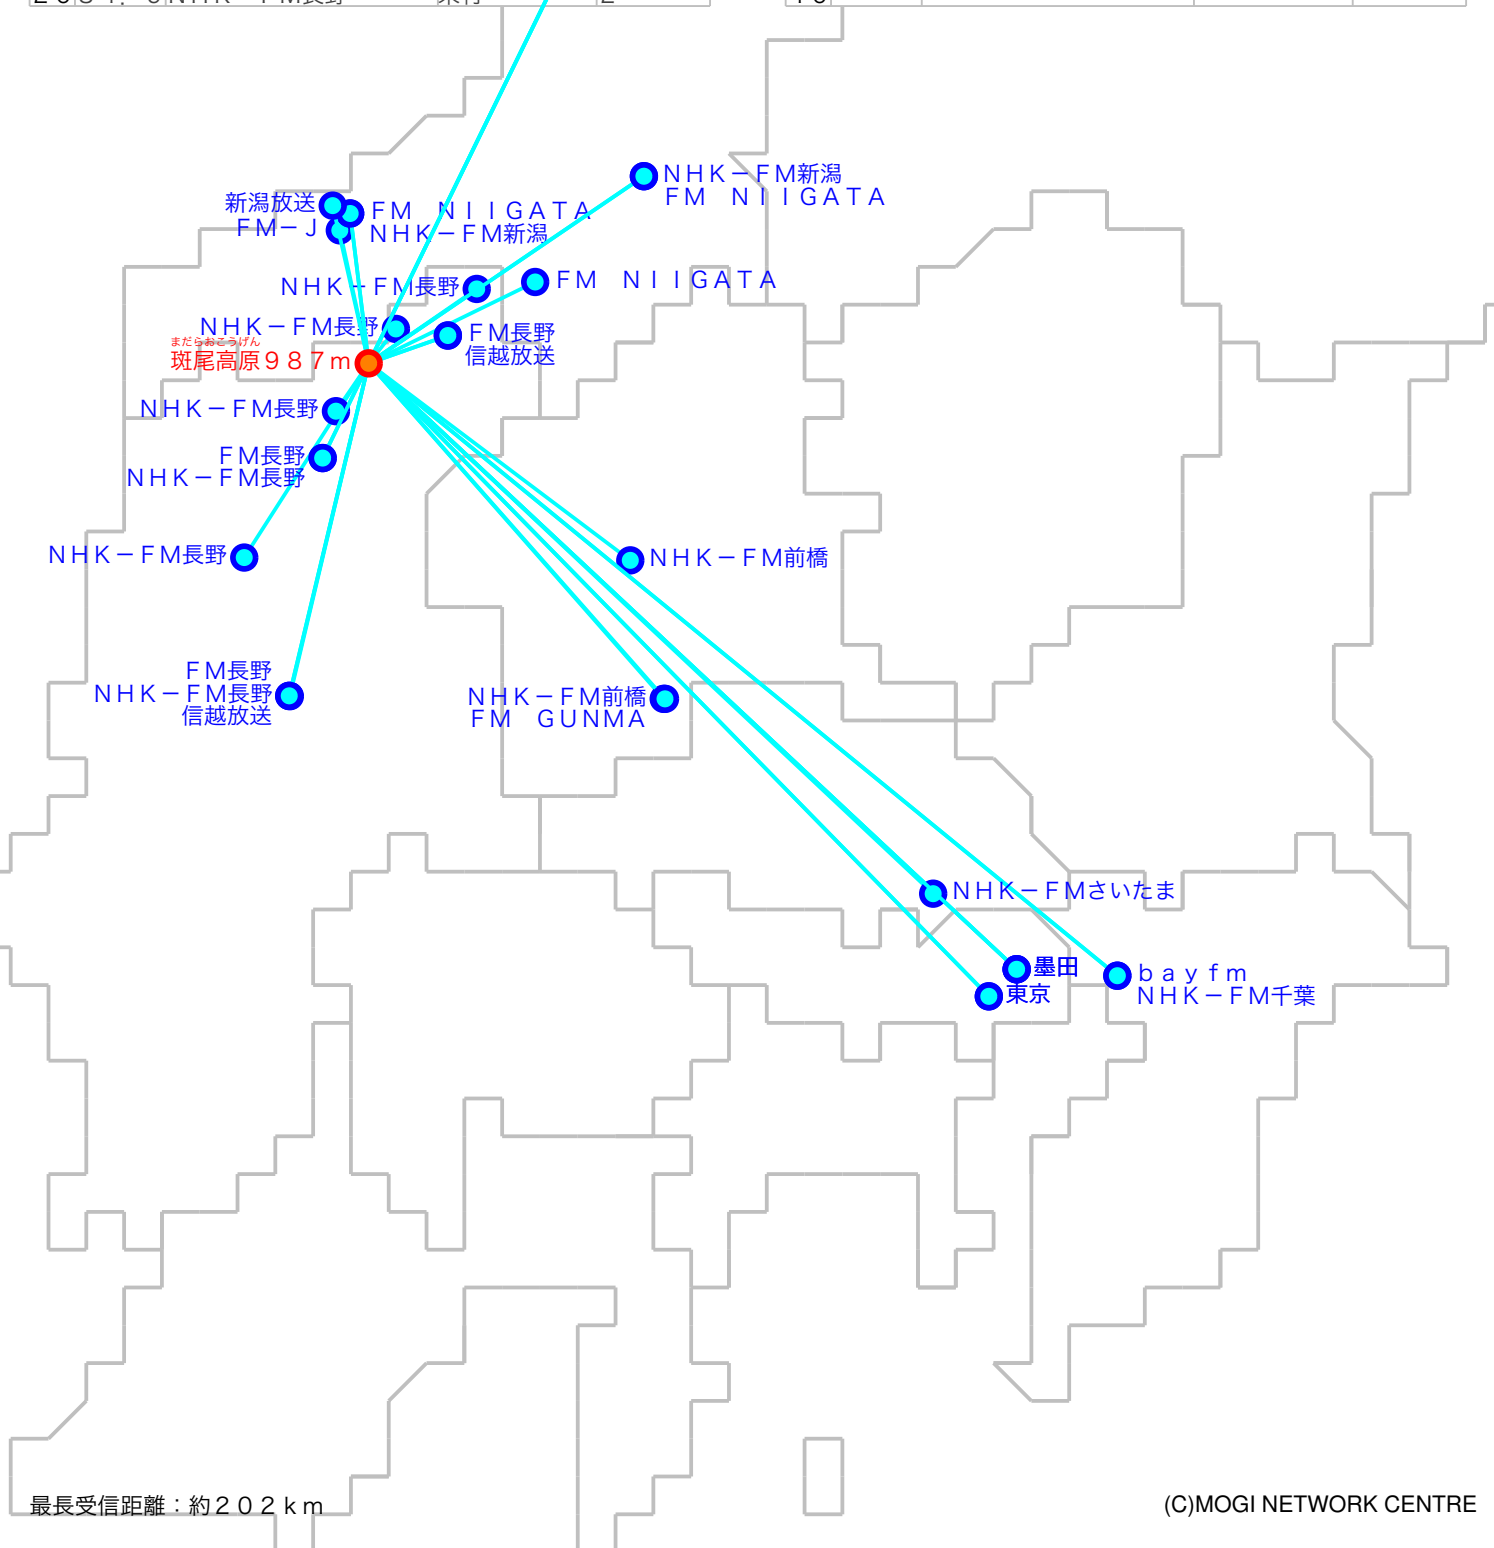 ＮＨＫ－ＦＭ新潟
ＦＭ　ＮＩＩＧＡＴＡ
新潟放送
ＦＭ－Ｊ
ＦＭ　ＮＩＩＧＡＴＡ
ＮＨＫ－ＦＭ新潟
ＮＨＫ－ＦＭ長野
ＦＭ　ＮＩＩＧＡＴＡ
ＮＨＫ－ＦＭ長野
ＦＭ長野
信越放送
まだらおこうげん
斑尾高原９８７ｍ
ＮＨＫ－ＦＭ長野
ＦＭ長野
ＮＨＫ－ＦＭ長野
ＮＨＫ－ＦＭ長野
ＮＨＫ－ＦＭ前橋
ＦＭ長野
ＮＨＫ－ＦＭ長野
信越放送
ＮＨＫ－ＦＭ前橋
ＦＭ　ＧＵＮＭＡ
ＮＨＫ－ＦＭさいたま
墨田
東京
ｂａｙｆｍ
ＮＨＫ－ＦＭ千葉
最長受信距離：約２０２ｋｍ
(C)MOGI NETWORK CENTRE